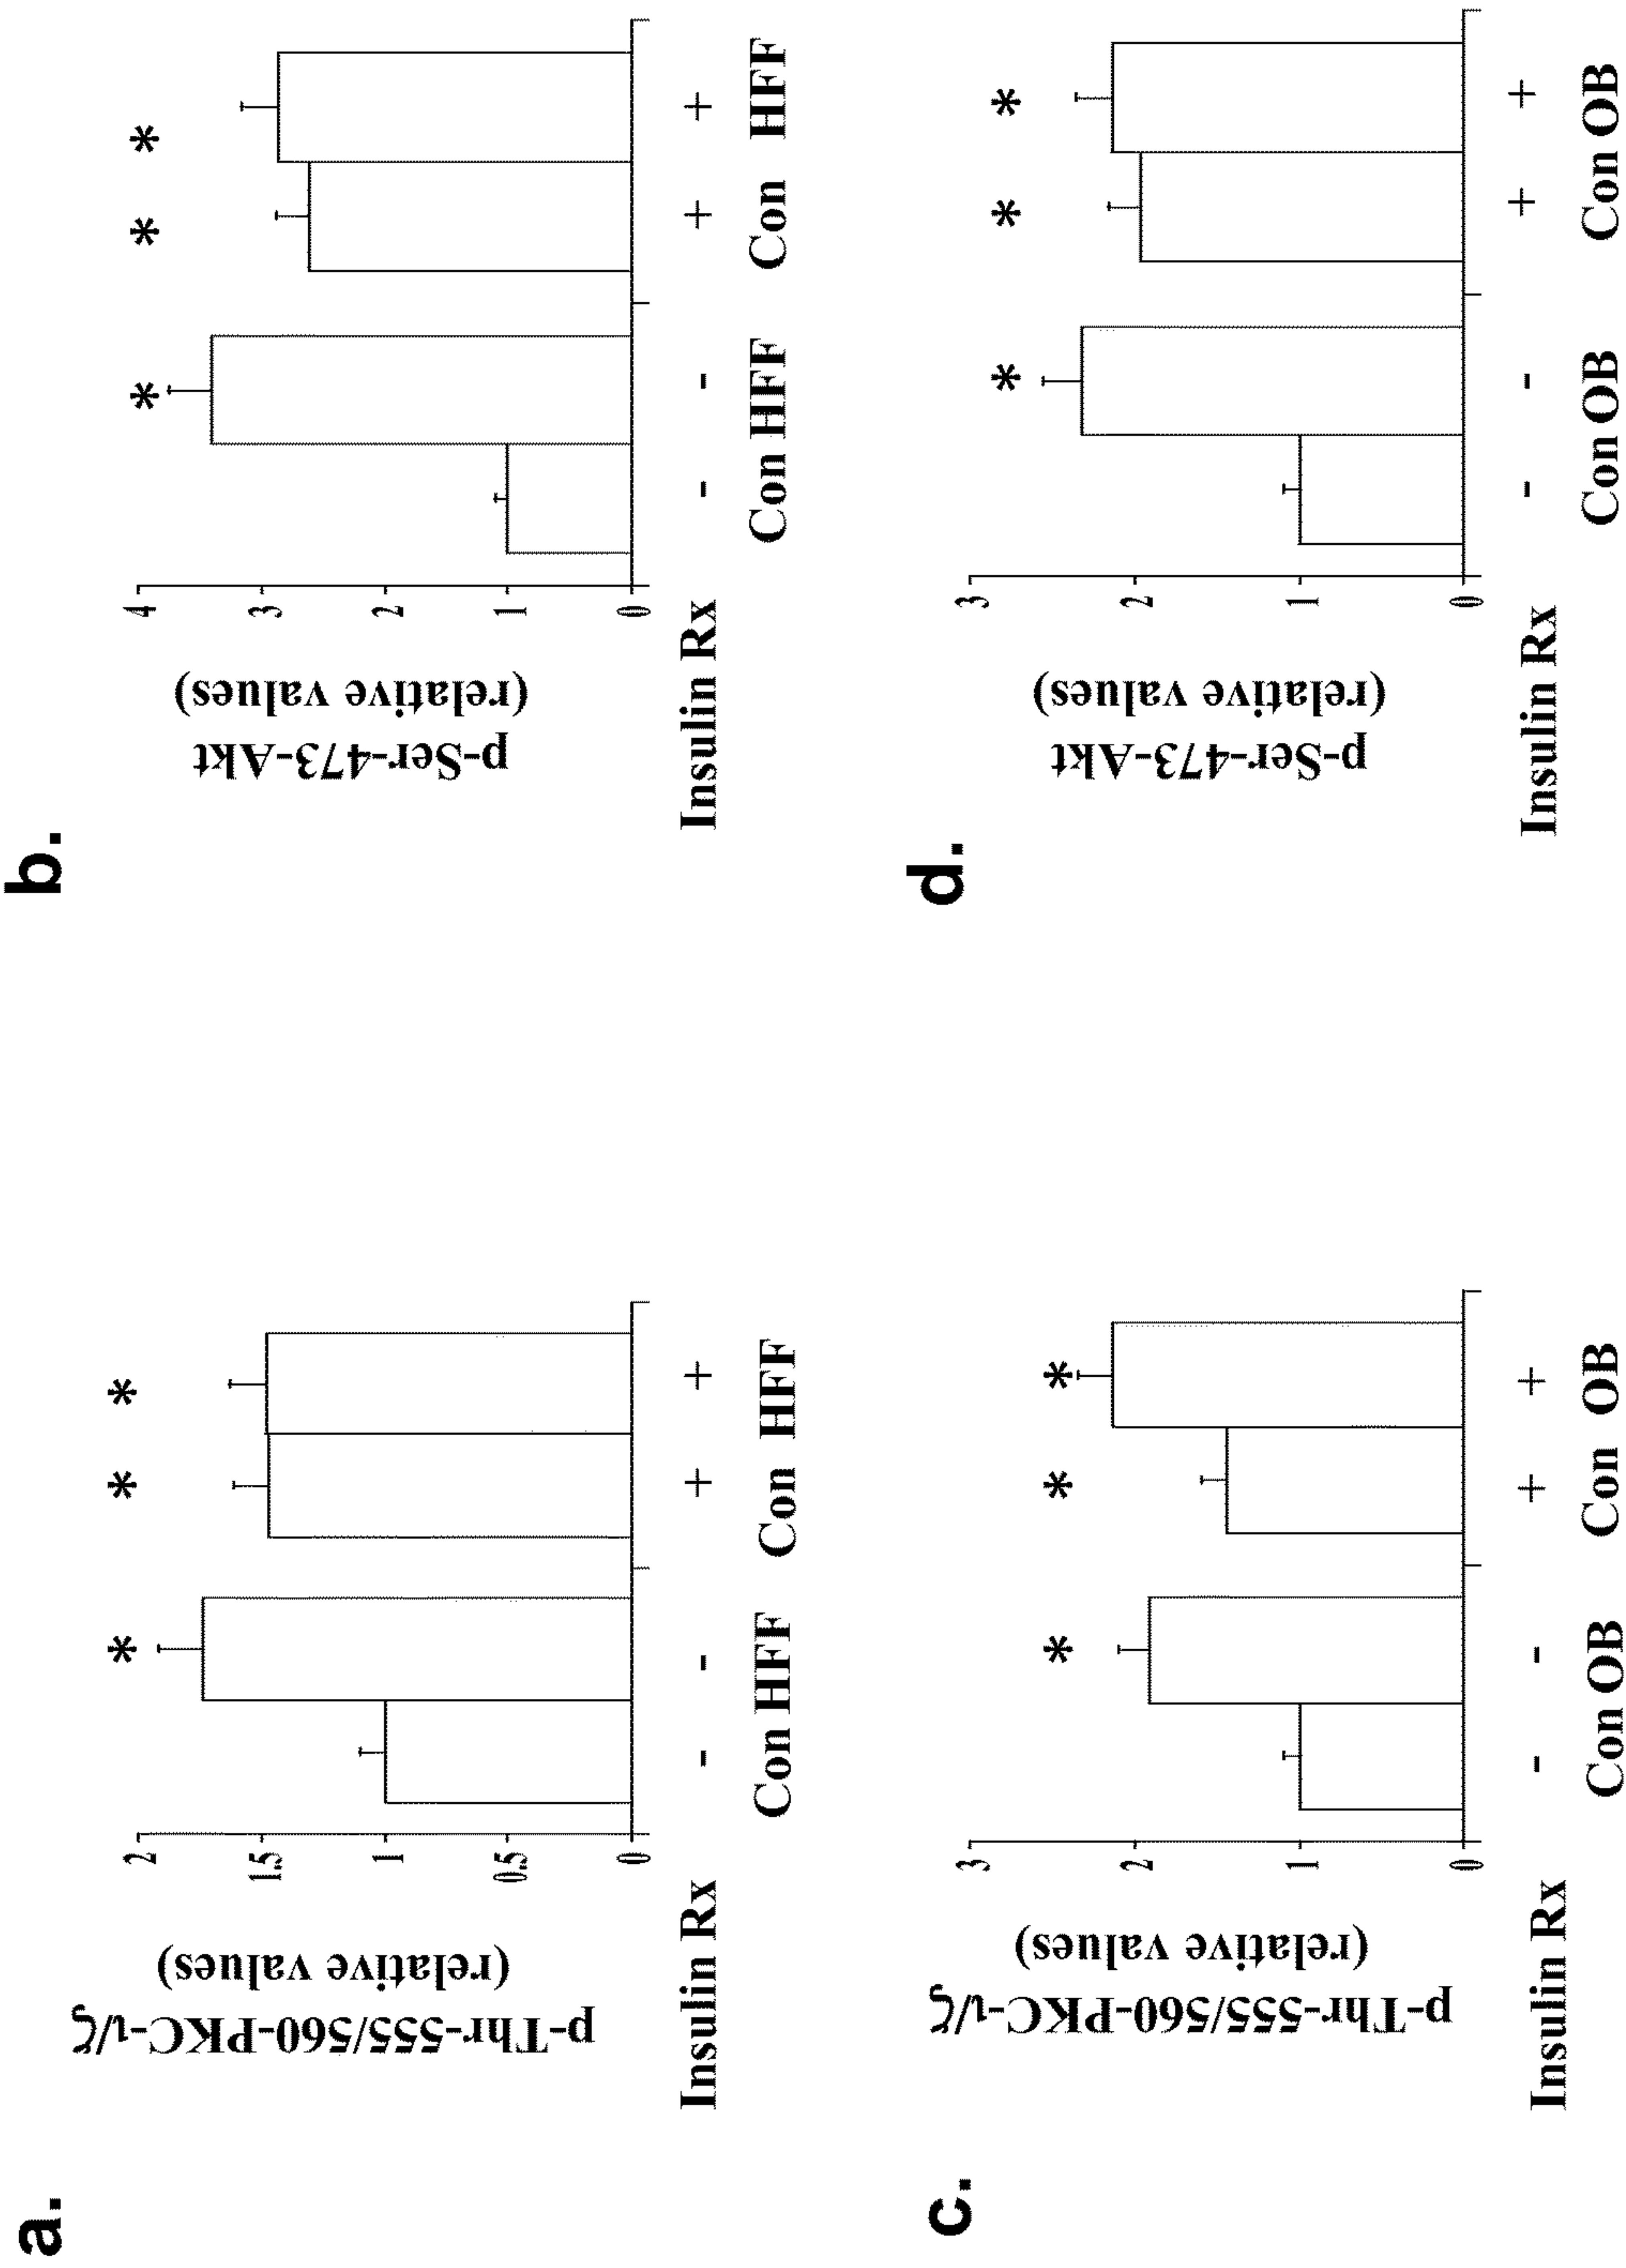 a.
p-Thr-555/560-PKC-ι/ζ
(relative values)
2
1.5
1
0.5
0
* * *
Insulin Rx - - + +
Con HFF Con HFF
b.
p-Ser-473-Akt
(relative values)
4
3
2
1
0
* * *
Insulin Rx - - + +
Con HFF Con HFF
c.
p-Thr-555/560-PKC-ι/ζ
(relative values)
3
2
1
0
* * *
Insulin Rx - - + +
Con OB Con OB
d.
p-Ser-473-Akt
(relative values)
3
2
1
0
* * *
Insulin Rx - - + +
Con OB Con OB